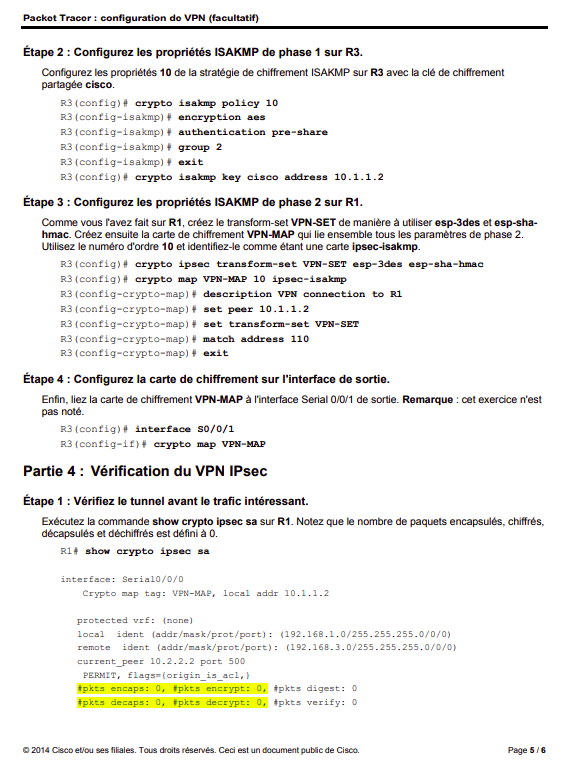 Packet Tracer : configuration de VPN (facultatif)
Étape 2 : Configurez les propriétés ISAKMP de phase 1 sur R3.
Configurez les propriétés 10 de la stratégie de chiffrement ISAKMP sur R3 avec la clé de chiffrement
partagée cisco.
R3(config)# crypto isakmp policy 10
R3(config-isakmp)# encryption aes
R3(config-isakmp)# authentication pre-share
R3(config-isakmp)# group 2
R3(config-isakmp)# exit
R3(config)# crypto isakmp key cisco address 10.1.1.2
Étape 3 : Configurez les propriétés ISAKMP de phase 2 sur R1.
Comme vous l'avez fait sur R1, créez le transform-set VPN-SET de manière à utiliser esp-3des et esp-sha-
hmac. Créez ensuite la carte de chiffrement VPN-MAP qui lie ensemble tous les paramètres de phase 2.
Utilisez le numéro d'ordre 10 et identifiez-le comme étant une carte ipsec-isakmp.
R3(config)# crypto ipsec transform-set VPN-SET esp-3des esp-sha-hmac
R3(config)# crypto map VPN-MAP 10 ipsec-isakmp
R3(config-crypto-map)# description VPN connection to R1
R3(config-crypto-map)# set peer 10.1.1.2
R3(config-crypto-map)# set transform-set VPN-SET
R3(config-crypto-map)# match address 110
R3(config-crypto-map)# exit
Étape 4 : Configurez la carte de chiffrement sur l'interface de sortie.
Enfin, liez la carte de chiffrement VPN-MAP à l'interface Serial 0/0/1 de sortie. Remarque : cet exercice n'est
pas noté.
R3(config)# interface S0/0/1
R3(config-if)# crypto map VPN-MAP
Partie 4 : Vérification du VPN IPsec
Étape 1 : Vérifiez le tunnel avant le trafic intéressant.
Exécutez la commande show crypto ipsec sa sur R1. Notez que le nombre de paquets encapsulés, chiffrés,
décapsulés et déchiffrés est défini à 0.
R1# show crypto ipsec sa
interface: Serial0/0/0
Crypto map tag: VPN-MAP, local addr 10.1.1.2
protected vrf: (none)
local ident (addr/mask/prot/port): (192.168.1.0/255.255.255.0/0/0)
remote ident (addr/mask/prot/port): (192.168.3.0/255.255.255.0/0/0)
current_peer 10.2.2.2 port 500
PERMIT, flags={origin_is_acl,}
#pkts encaps: 0, #pkts encrypt: 0, #pkts digest: 0
#pkts decaps: 0, #pkts decrypt: 0, #pkts verify: 0
© 2014 Cisco et/ou ses filiales. Tous droits réservés. Ceci est un document public de Cisco. Page 5 / 6